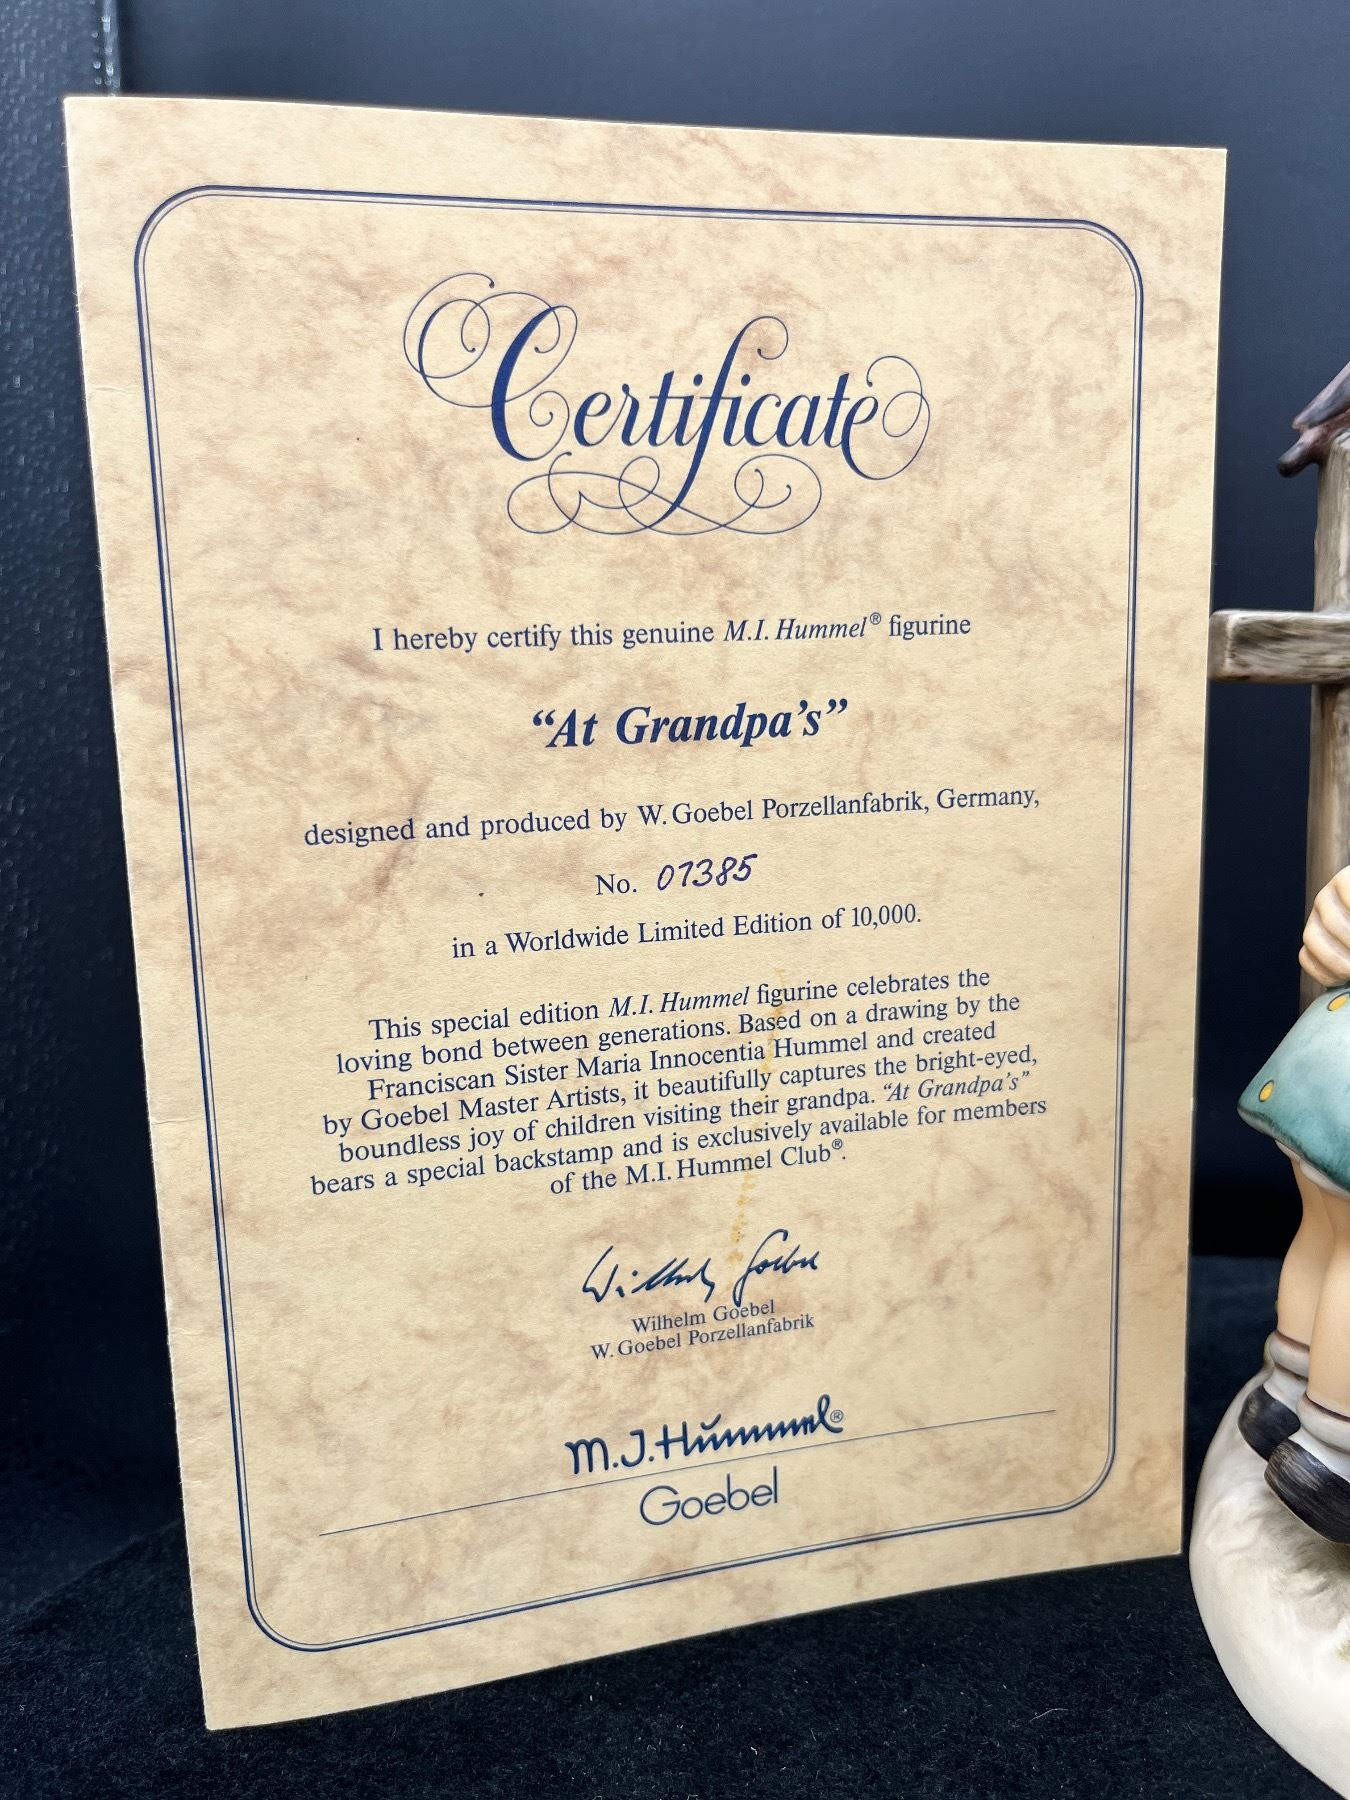 Certificate
I hereby certify this genuine M.I. Hummel® figurine
“At Grandpa’s”
designed and produced by W. Goebel Porzellanfabrik, Germany,
No. 07385
in a Worldwide Limited Edition of 10,000.
This special edition M.I. Hummel figurine celebrates the
loving bond between generations. Based on a drawing by the
Franciscan Sister Maria Innocentia Hummel and created
by Goebel Master Artists, it beautifully captures the bright-eyed,
boundless joy of children visiting their grandpa. “At Grandpa’s”
bears a special backstamp and is exclusively available for members
of the M.I. Hummel Club®.
Wilhelm Goebel
Wilhelm Goebel
W. Goebel Porzellanfabrik
M.J. Hummel®
Goebel